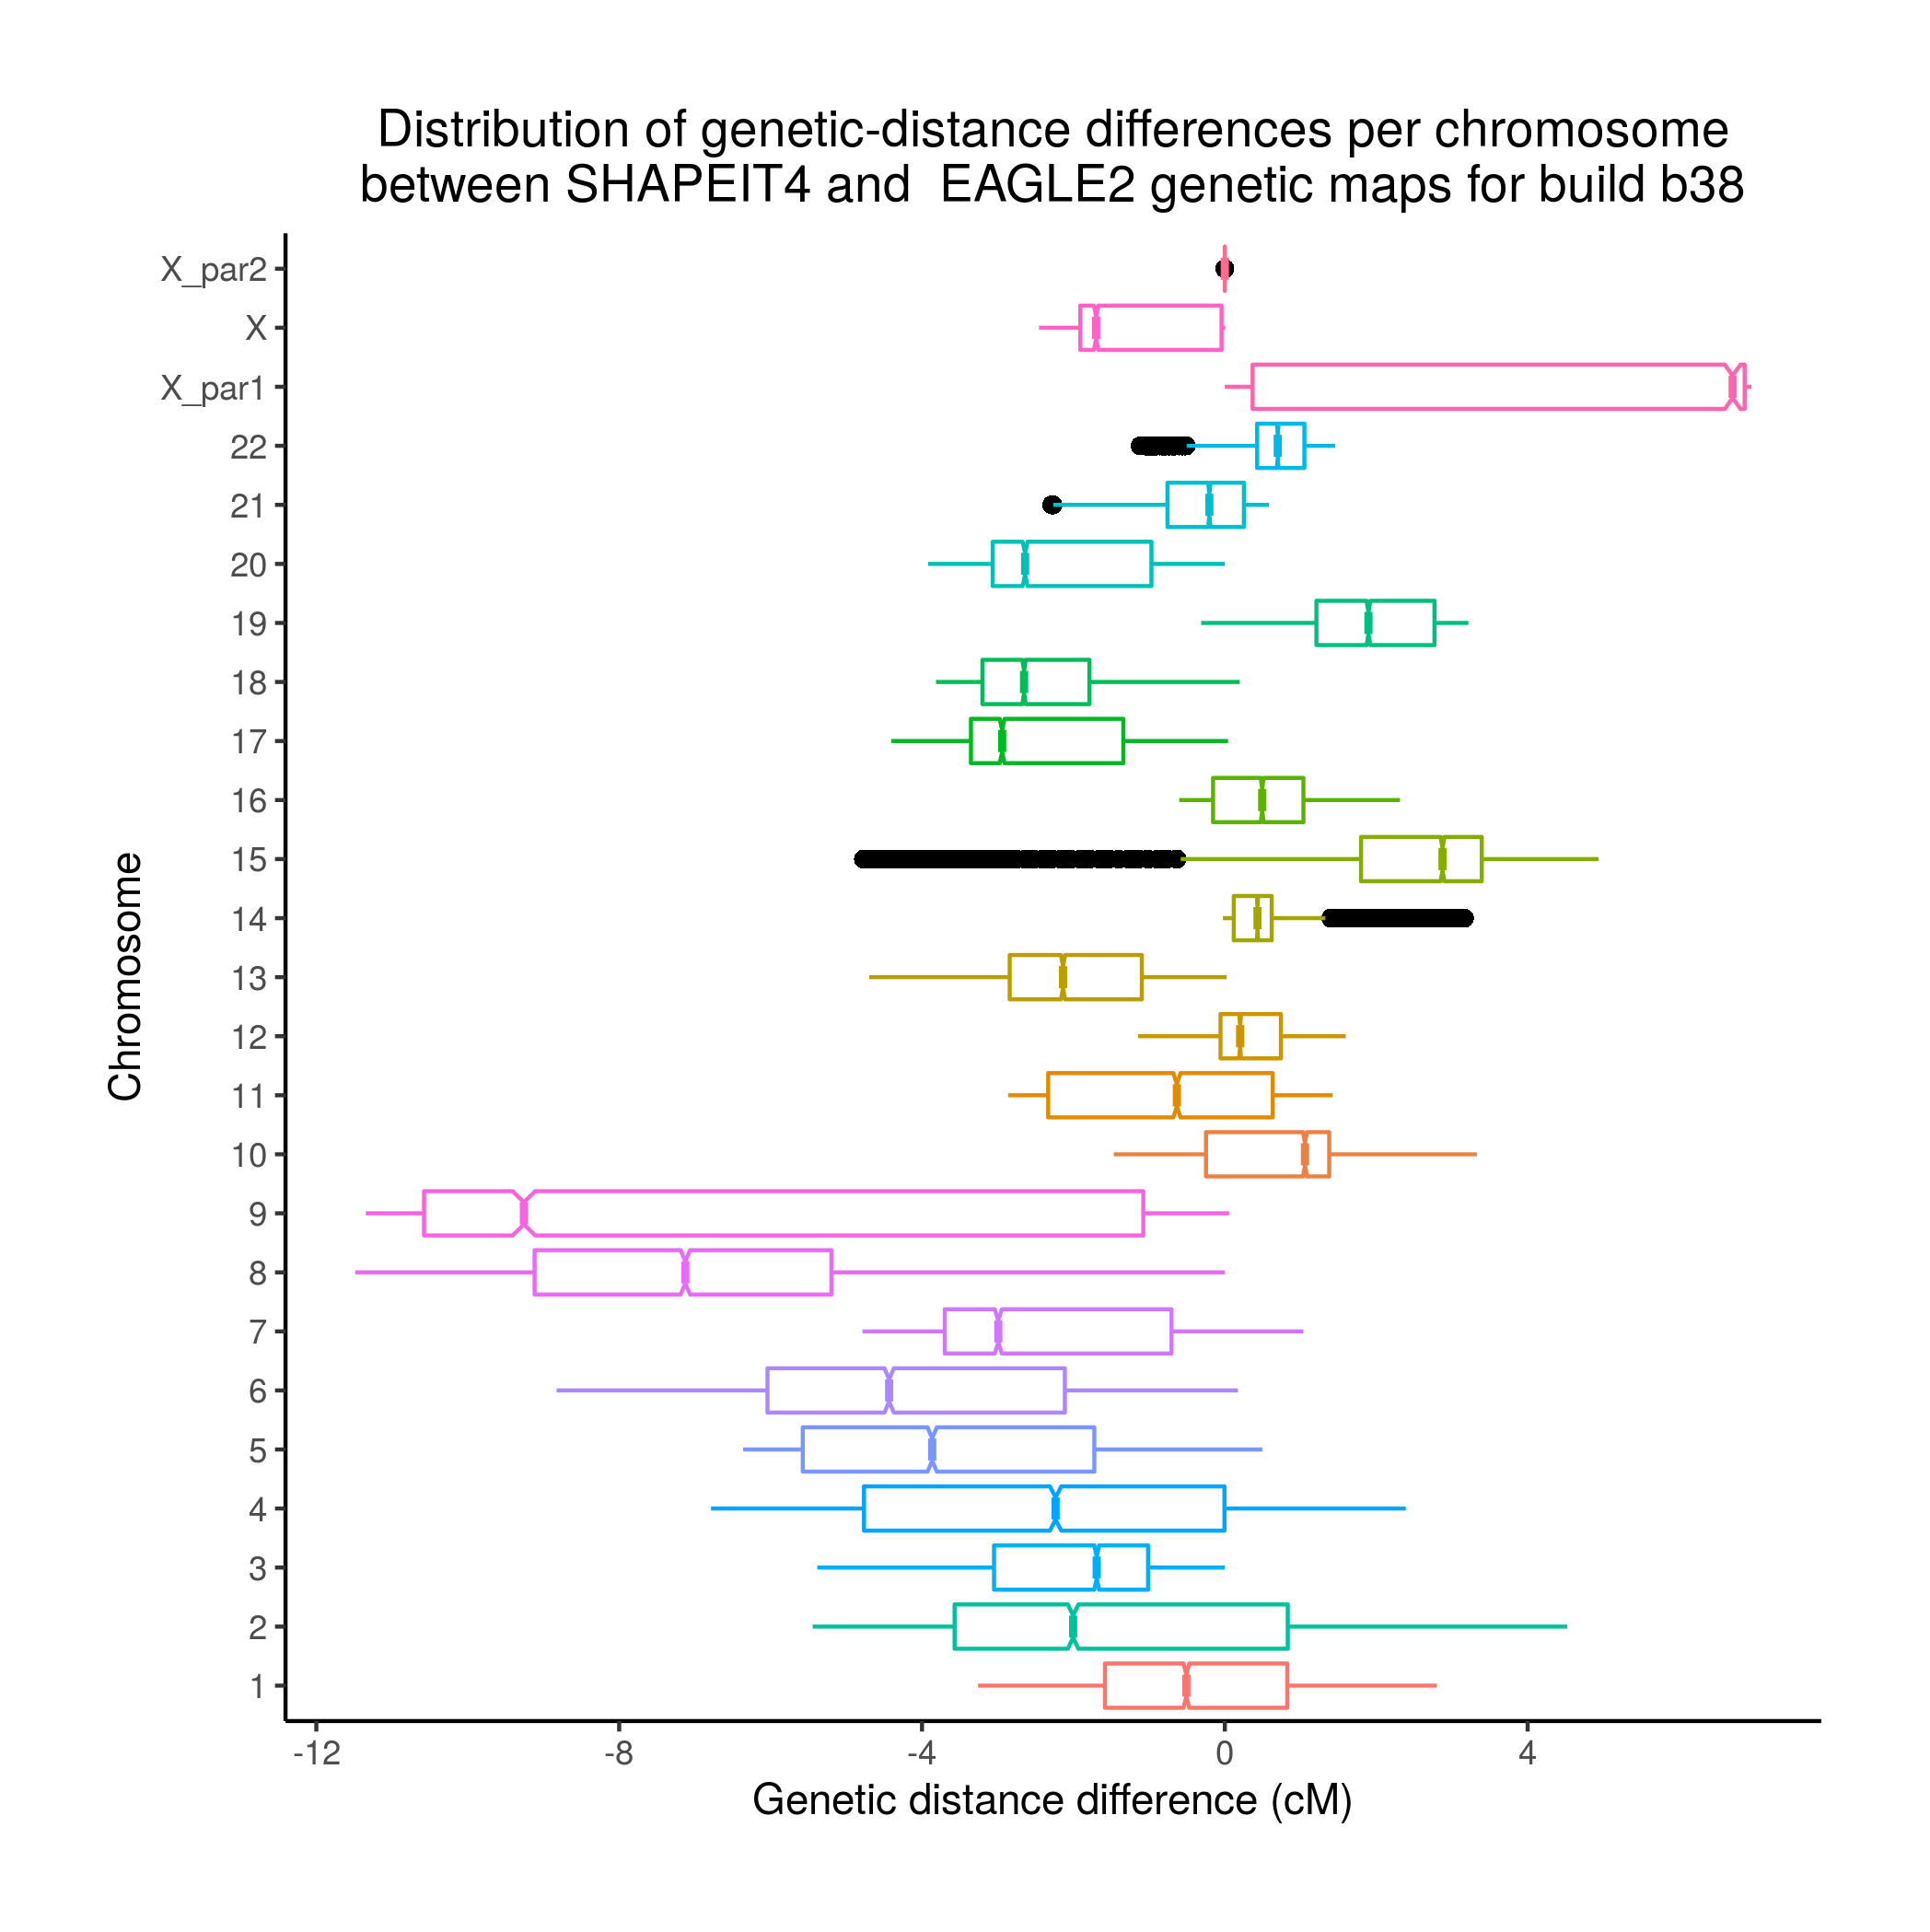 Distribution of genetic-distance differences per chromosome
between SHAPEIT4 and  EAGLE2 genetic maps for build b38
X_par2
X
X_par1
22
21
20
19
18
17
16
15
14
13
12
11
10
9
8
7
6
5
4
3
2
1
Chromosome
-12 -8 -4 0 4
Genetic distance difference (cM)